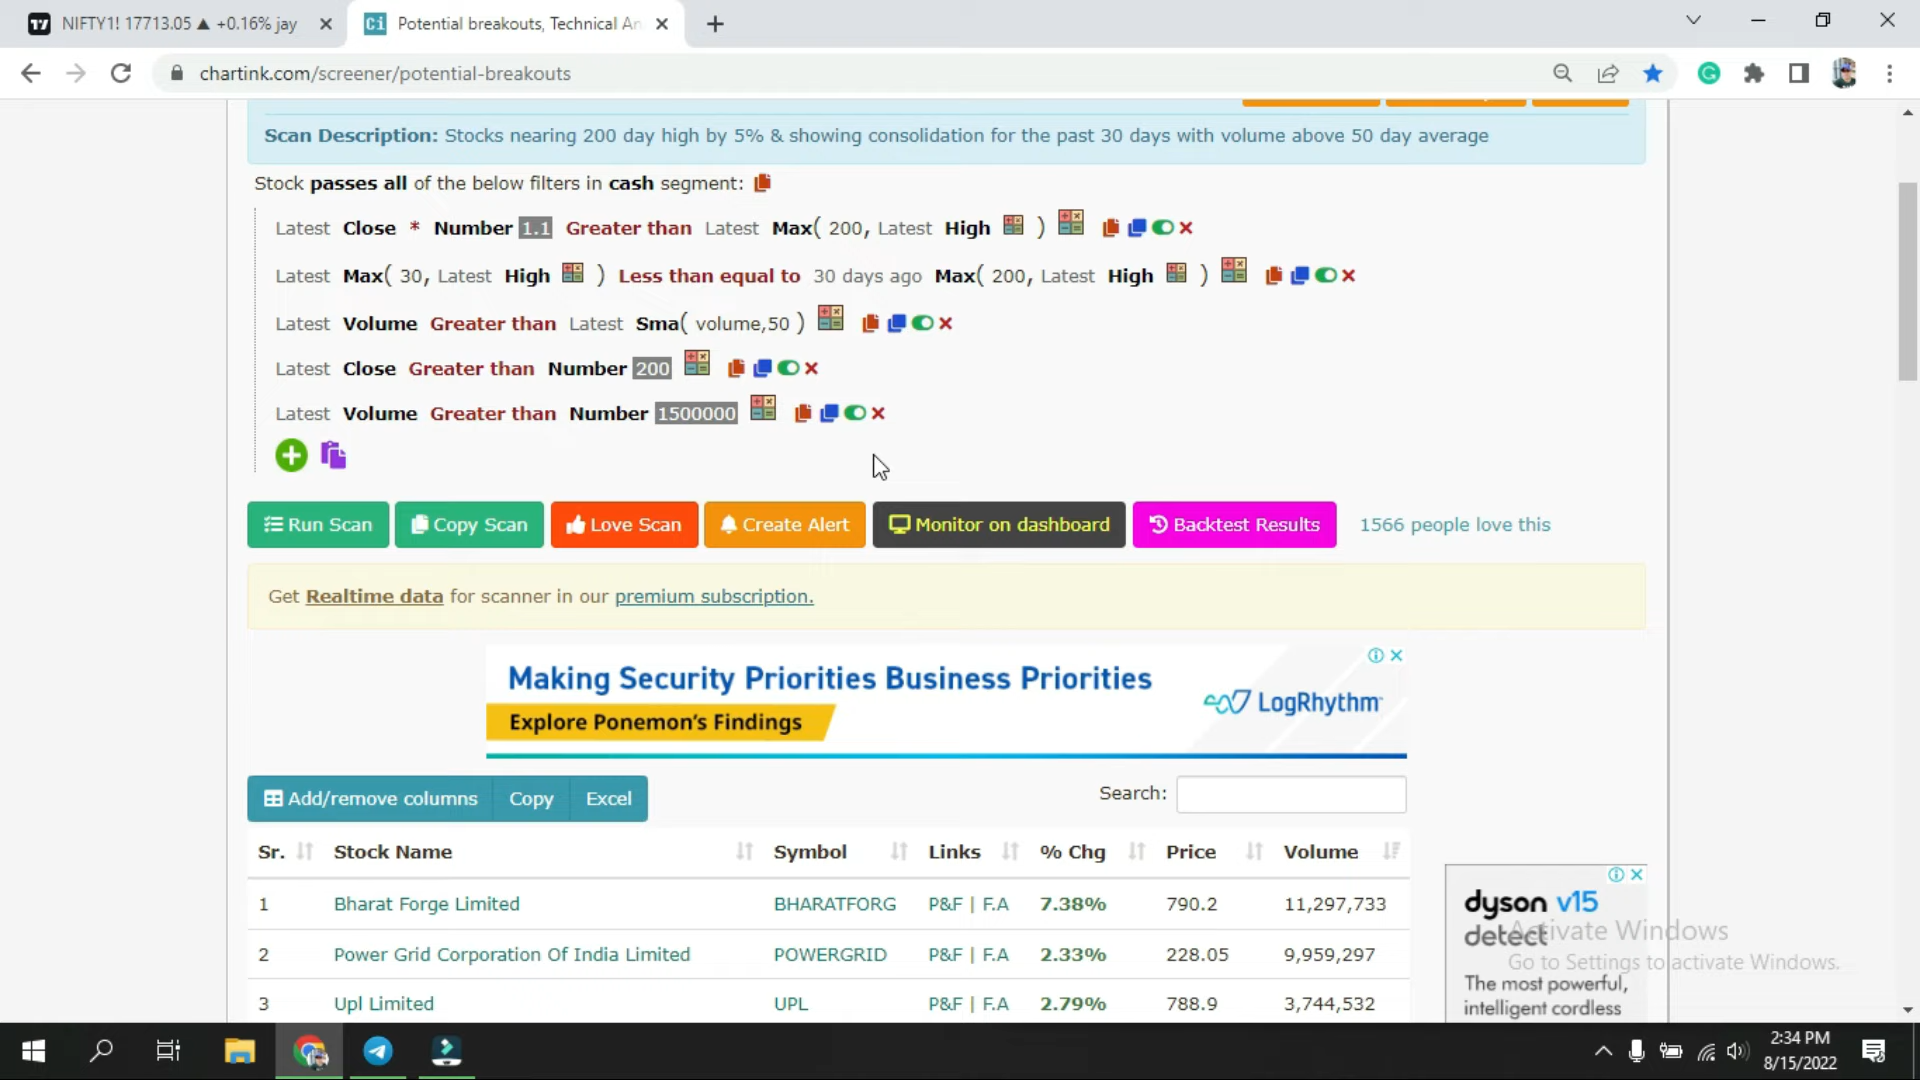 NIFTY1! 17713.05 ▲ +0.16% jay
Ci Potential breakouts, Technical An
chartink.com/screener/potential-breakouts
Scan Description: Stocks nearing 200 day high by 5% & showing consolidation for the past 30 days with volume above 50 day average
Stock passes all of the below filters in cash segment:
Latest Close * Number 1.1 Greater than Latest Max( 200, Latest High )
Latest Max( 30, Latest High ) Less than equal to 30 days ago Max( 200, Latest High )
Latest Volume Greater than Latest Sma( volume,50 )
Latest Close Greater than Number 200
Latest Volume Greater than Number 1500000
Run Scan Copy Scan Love Scan Create Alert Monitor on dashboard Backtest Results 1566 people love this
Get Realtime data for scanner in our premium subscription.
Making Security Priorities Business Priorities
Explore Ponemon's Findings
LogRhythm
Add/remove columns Copy Excel
Search:
Sr. Stock Name Symbol Links % Chg Price Volume
1 Bharat Forge Limited BHARATFORG P&F | F.A 7.38% 790.2 11,297,733
2 Power Grid Corporation Of India Limited POWERGRID P&F | F.A 2.33% 228.05 9,959,297
3 Upl Limited UPL P&F | F.A 2.79% 788.9 3,744,532
dyson v15
detect
The most powerful,
intelligent cordless
Activate Windows
Go to Settings to activate Windows.
2:34 PM
8/15/2022